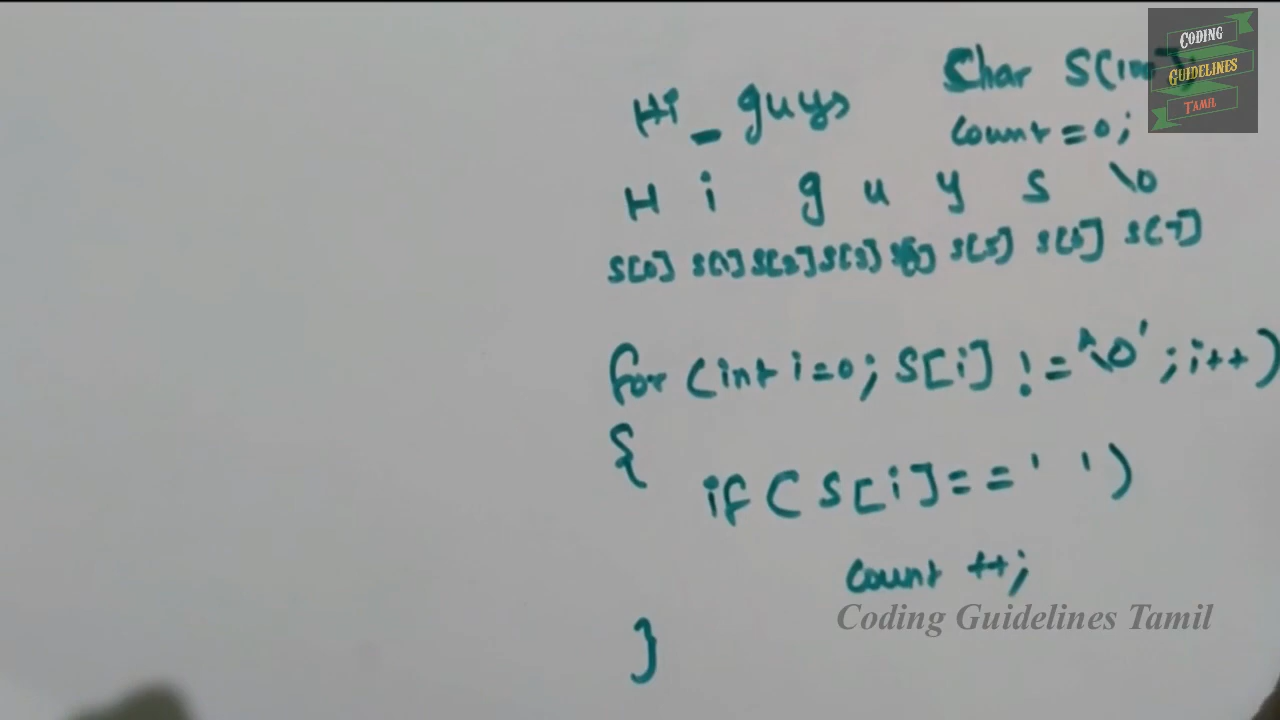 Hi_guys
Char S[100]
count=0;
H i g u y s \0
S[0] S[1] S[2] S[3] S[4] S[5] S[6] S[7]
for (int i=0; S[i] != '\0' ; i++)
{
if ( S[i]==' ')
count ++;
}
CODING
GUIDELINES
TAMIL
Coding Guidelines Tamil